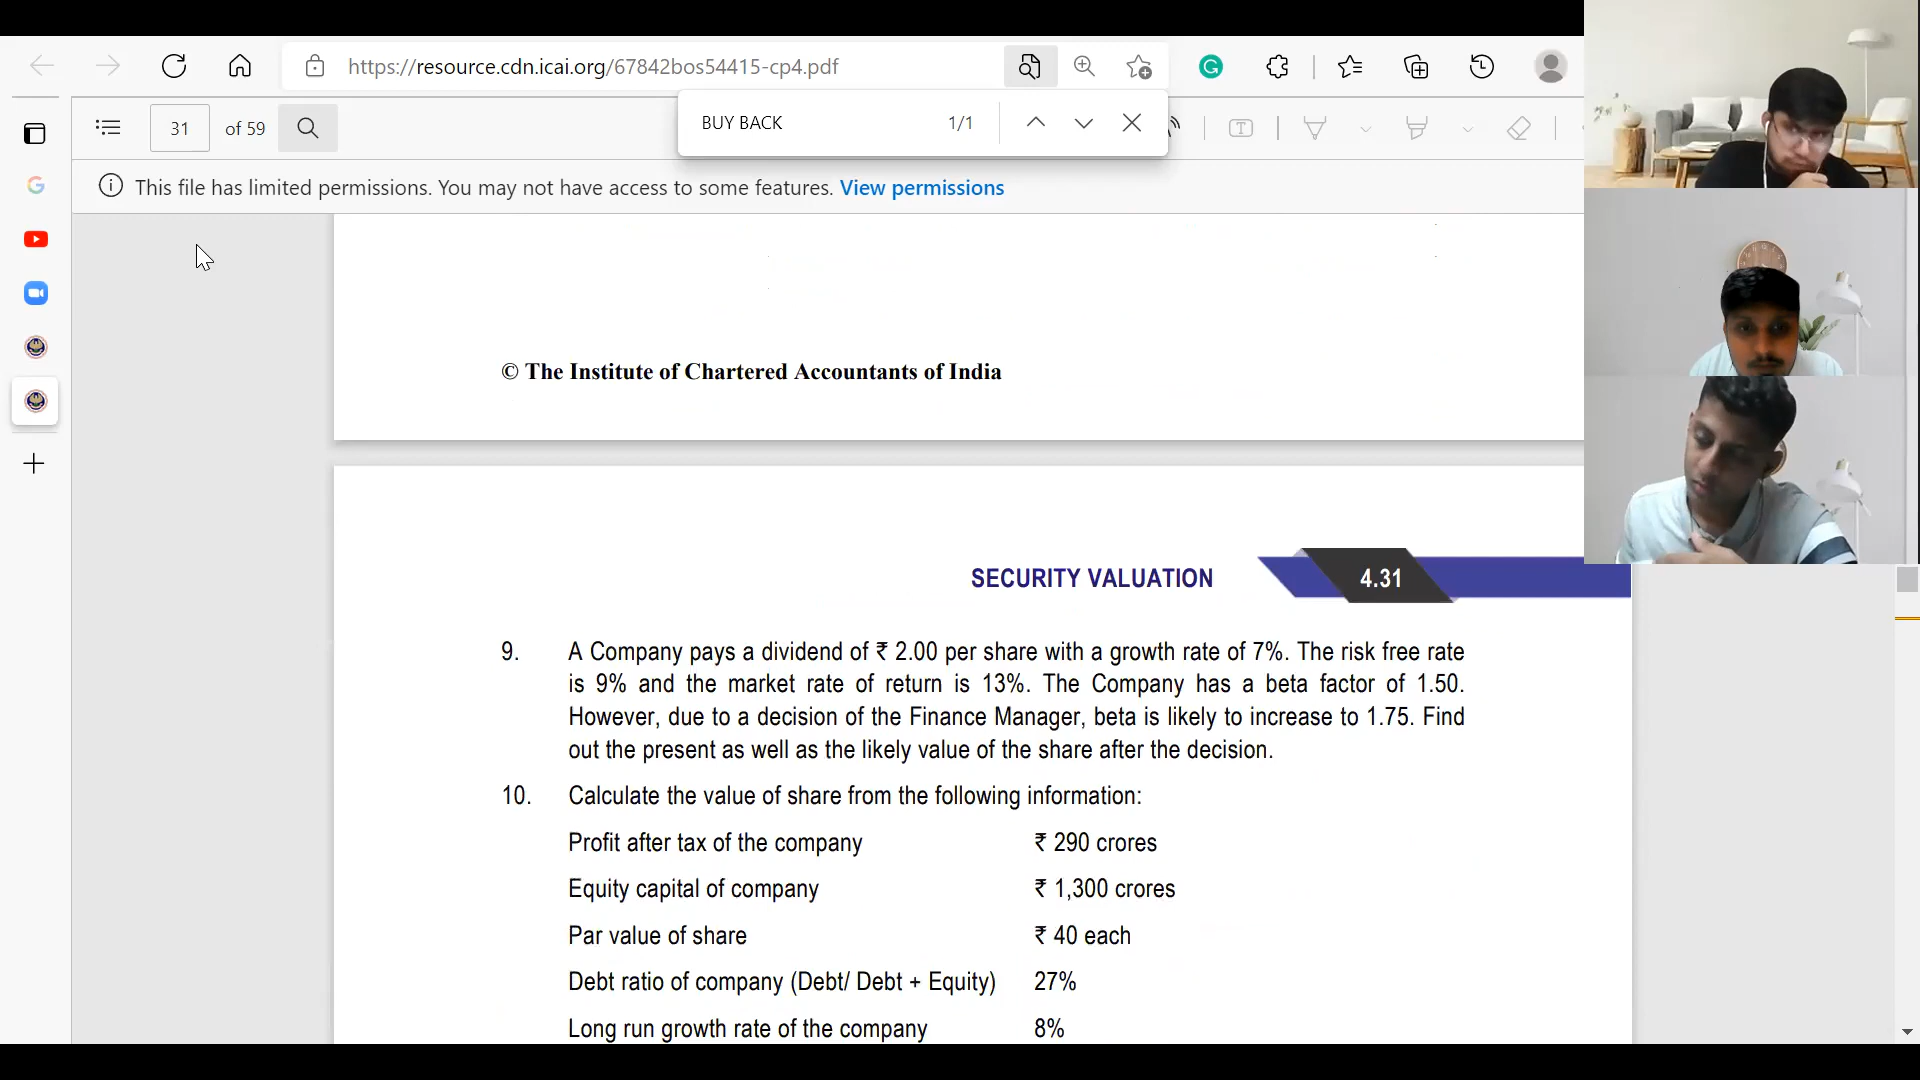 https://resource.cdn.icai.org/67842bos54415-cp4.pdf
31 of 59
BUY BACK 1/1
This file has limited permissions. You may not have access to some features. View permissions
© The Institute of Chartered Accountants of India
SECURITY VALUATION 4.31
9. A Company pays a dividend of ₹ 2.00 per share with a growth rate of 7%. The risk free rate
is 9% and the market rate of return is 13%. The Company has a beta factor of 1.50.
However, due to a decision of the Finance Manager, beta is likely to increase to 1.75. Find
out the present as well as the likely value of the share after the decision.
10. Calculate the value of share from the following information:
Profit after tax of the company ₹ 290 crores
Equity capital of company ₹ 1,300 crores
Par value of share ₹ 40 each
Debt ratio of company (Debt/ Debt + Equity) 27%
Long run growth rate of the company 8%